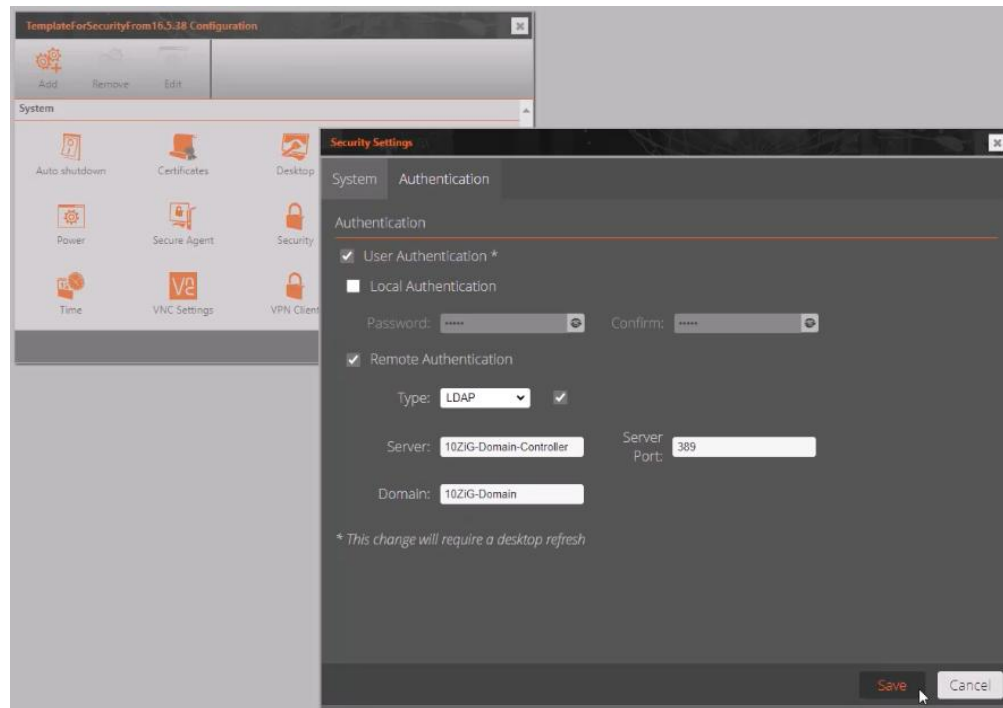 TemplateForSecurityFrom16.5.38 Configuration
Add Remove Edit
System
Auto shutdown Certificates Desktop
Power Secure Agent Security
Time VNC Settings VPN Client
Security Settings
System Authentication
Authentication
User Authentication *
Local Authentication
Password: ••••• Confirm: •••••
Remote Authentication
Type: LDAP
Server: 10ZiG-Domain-Controller Server Port: 389
Domain: 10ZiG-Domain
* This change will require a desktop refresh
Save Cancel